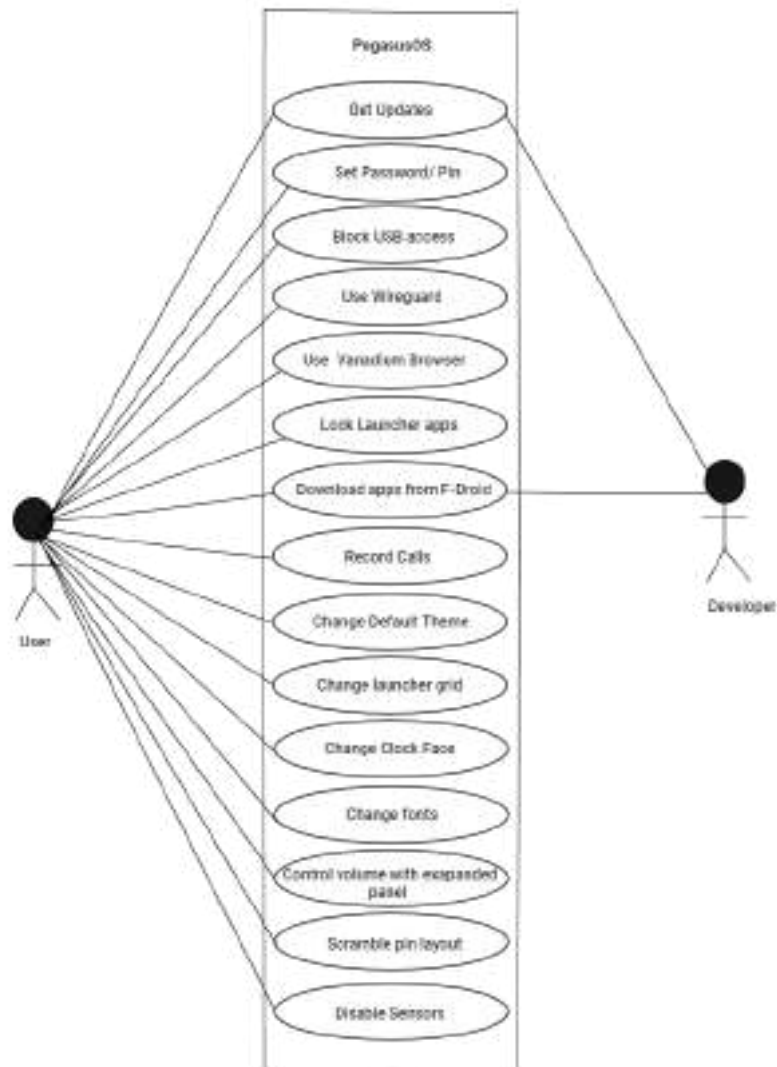 PegasusOS
Get Updates
Set Password/ Pin
Block USB access
Use Wireguard
Use Vanadium Browser
Lock Launcher apps
Download apps from F-Droid
Record Calls
Change Default Theme
Change launcher grid
Change Clock Face
Change fonts
Control volume with exapanded
panel
Scramble pin layout
Disable Sensors
User
Developer